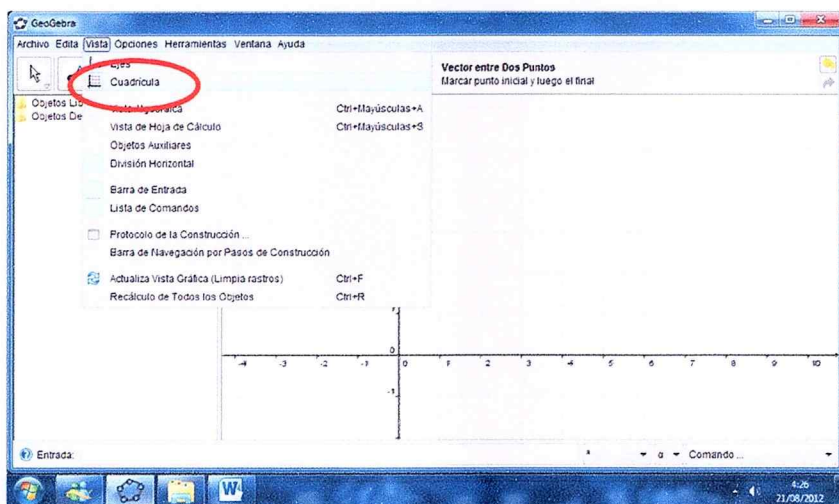 GeoGebra
Archivo Edita Vista Opciones Herramientas Ventana Ayuda
Ejes
Cuadrícula
Ctrl+Mayúsculas+A
Vista de Hoja de Cálculo Ctrl+Mayúsculas+S
Objetos Auxiliares
División Horizontal
Barra de Entrada
Lista de Comandos
Protocolo de la Construcción ...
Barra de Navegación por Pasos de Construcción
Actualiza Vista Gráfica (Limpia rastros) Ctrl+F
Recálculo de Todos los Objetos Ctrl+R
Vector entre Dos Puntos
Marcar punto inicial y luego el final
Objetos Lib
Objetos De
0
-4 -3 -2 -1 0 1 2 3 4 5 6 7 8 9 10
-1
Entrada:
α
Comando ...
W
4:26
21/08/2012